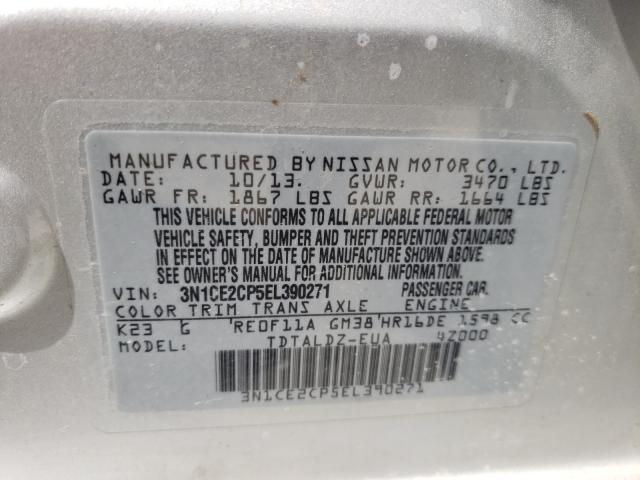 MANUFACTURED BY NISSAN MOTOR CO., LTD.
DATE: 10/13. GVWR: 3470 LBS
GAWR FR: 1867 LBS GAWR RR: 1664 LBS
THIS VEHICLE CONFORMS TO ALL APPLICABLE FEDERAL MOTOR
VEHICLE SAFETY, BUMPER AND THEFT PREVENTION STANDARDS
IN EFFECT ON THE DATE OF MANUFACTURE SHOWN ABOVE.
SEE OWNER'S MANUAL FOR ADDITIONAL INFORMATION.
VIN: 3N1CE2CP5EL390271 PASSENGER CAR.
COLOR TRIM TRANS AXLE ENGINE
K23 G 'RE0F11A GM38'HR16DE 1598 CC
MODEL: TDTALDZ-EUA 4Z000
3N1CE2CP5EL390271